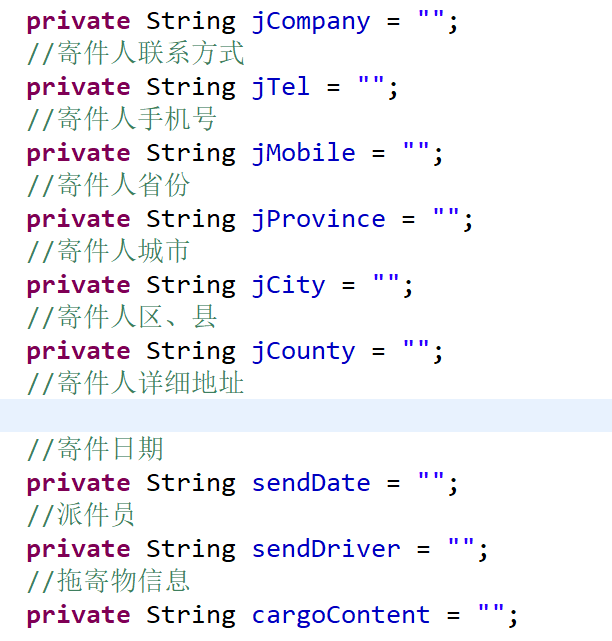 private String jCompany = "";
//寄件人联系方式
private String jTel = "";
//寄件人手机号
private String jMobile = "";
//寄件人省份
private String jProvince = "";
//寄件人城市
private String jCity = "";
//寄件人区、县
private String jCounty = "";
//寄件人详细地址
//寄件日期
private String sendDate = "";
//派件员
private String sendDriver = "";
//拖寄物信息
private String cargoContent = "";